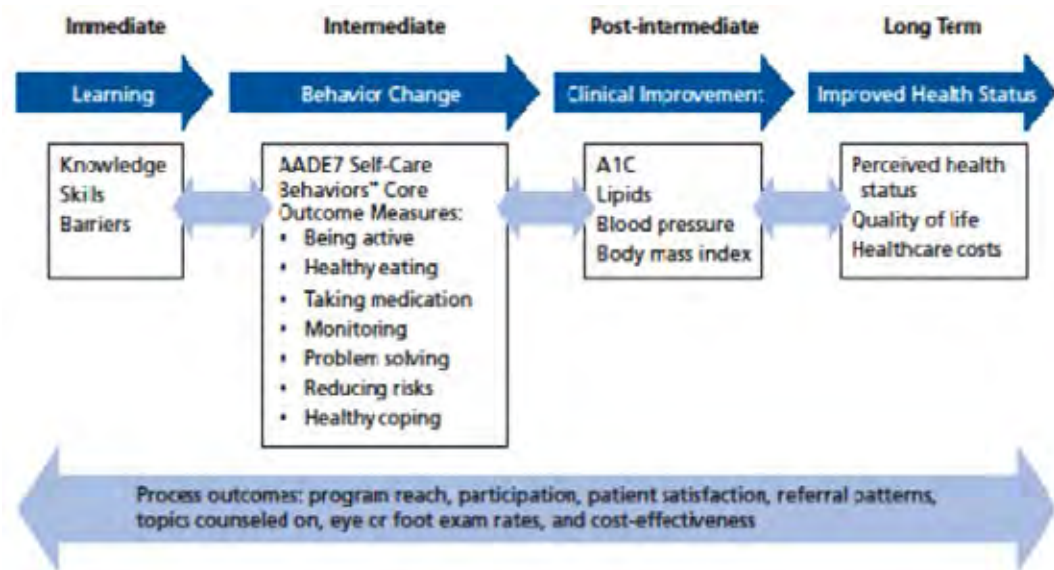 Immediate
Intermediate
Post-intermediate
Long Term
Learning
Behavior Change
Clinical Improvement
Improved Health Status
Knowledge
Skills
Barriers
AADE7 Self-Care
Behaviors™ Core
Outcome Measures:
• Being active
• Healthy eating
• Taking medication
• Monitoring
• Problem solving
• Reducing risks
• Healthy coping
A1C
Lipids
Blood pressure
Body mass index
Perceived health
status
Quality of life
Healthcare costs
Process outcomes: program reach, participation, patient satisfaction, referral patterns,
topics counseled on, eye or foot exam rates, and cost-effectiveness